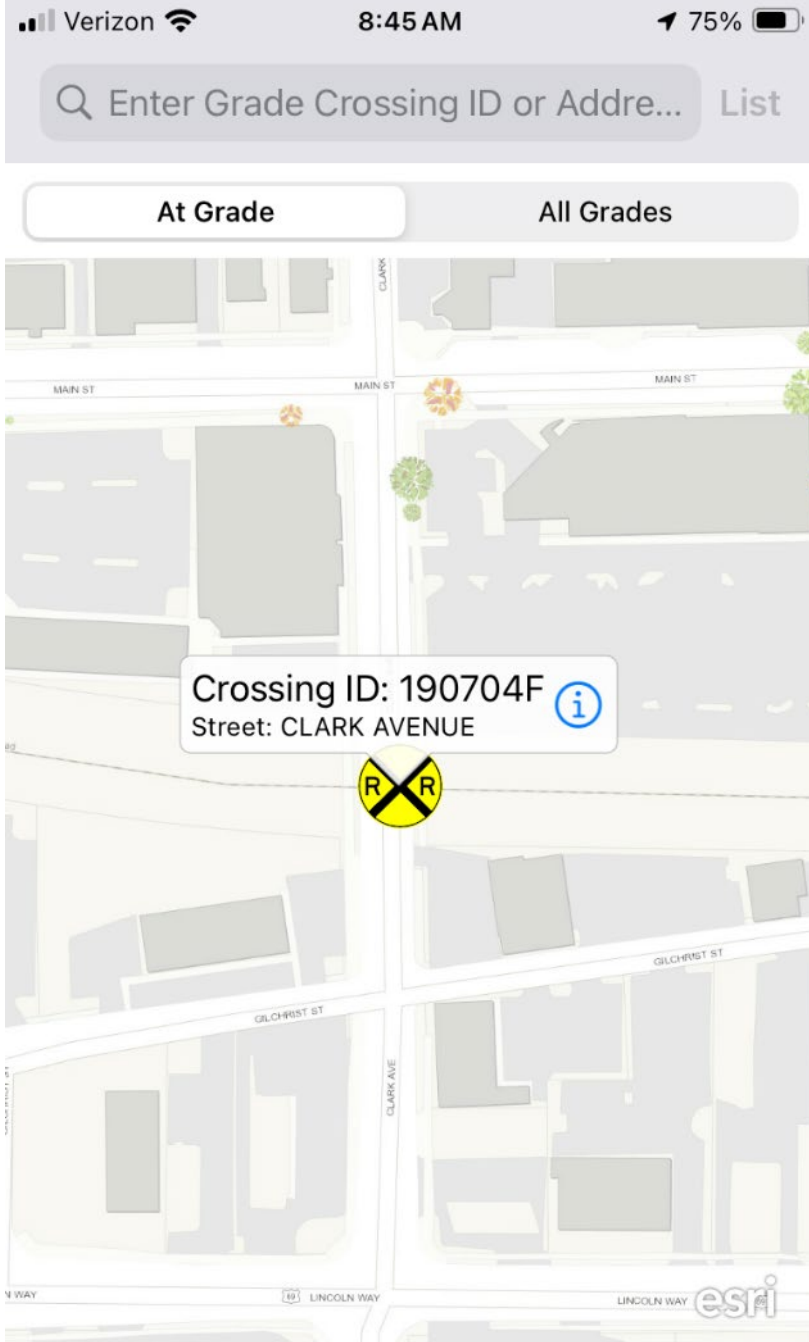 Verizon 8:45 AM 75%
Enter Grade Crossing ID or Addre... List
At Grade All Grades
CLARK
MAIN ST MAIN ST MAIN ST
Crossing ID: 190704F
Street: CLARK AVENUE
R R
GILCHRIST ST
GILCHRIST ST
CLARK AVE
N WAY LINCOLN WAY LINCOLN WAY esri